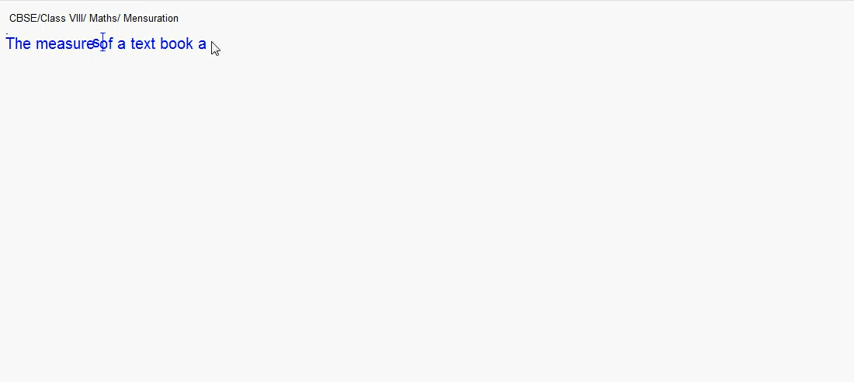 CBSE/Class VIII/ Maths/ Mensuration
The measures of a text book a